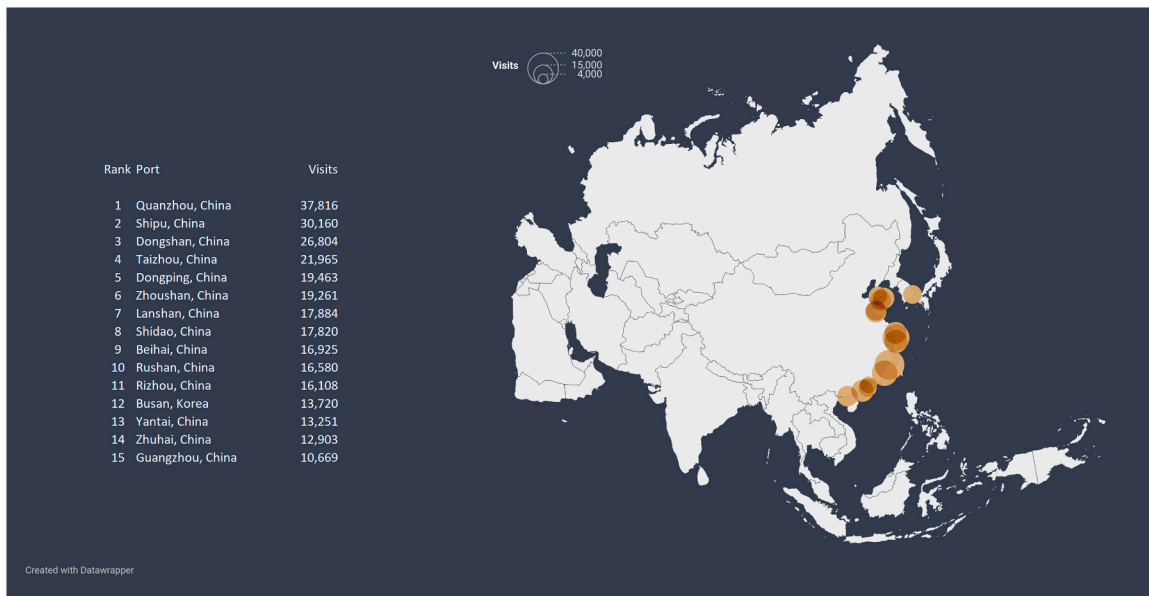 Visits
40,000
15,000
4,000
Rank Port Visits
1 Quanzhou, China 37,816
2 Shipu, China 30,160
3 Dongshan, China 26,804
4 Taizhou, China 21,965
5 Dongping, China 19,463
6 Zhoushan, China 19,261
7 Lanshan, China 17,884
8 Shidao, China 17,820
9 Beihai, China 16,925
10 Rushan, China 16,580
11 Rizhou, China 16,108
12 Busan, Korea 13,720
13 Yantai, China 13,251
14 Zhuhai, China 12,903
15 Guangzhou, China 10,669
Created with Datawrapper